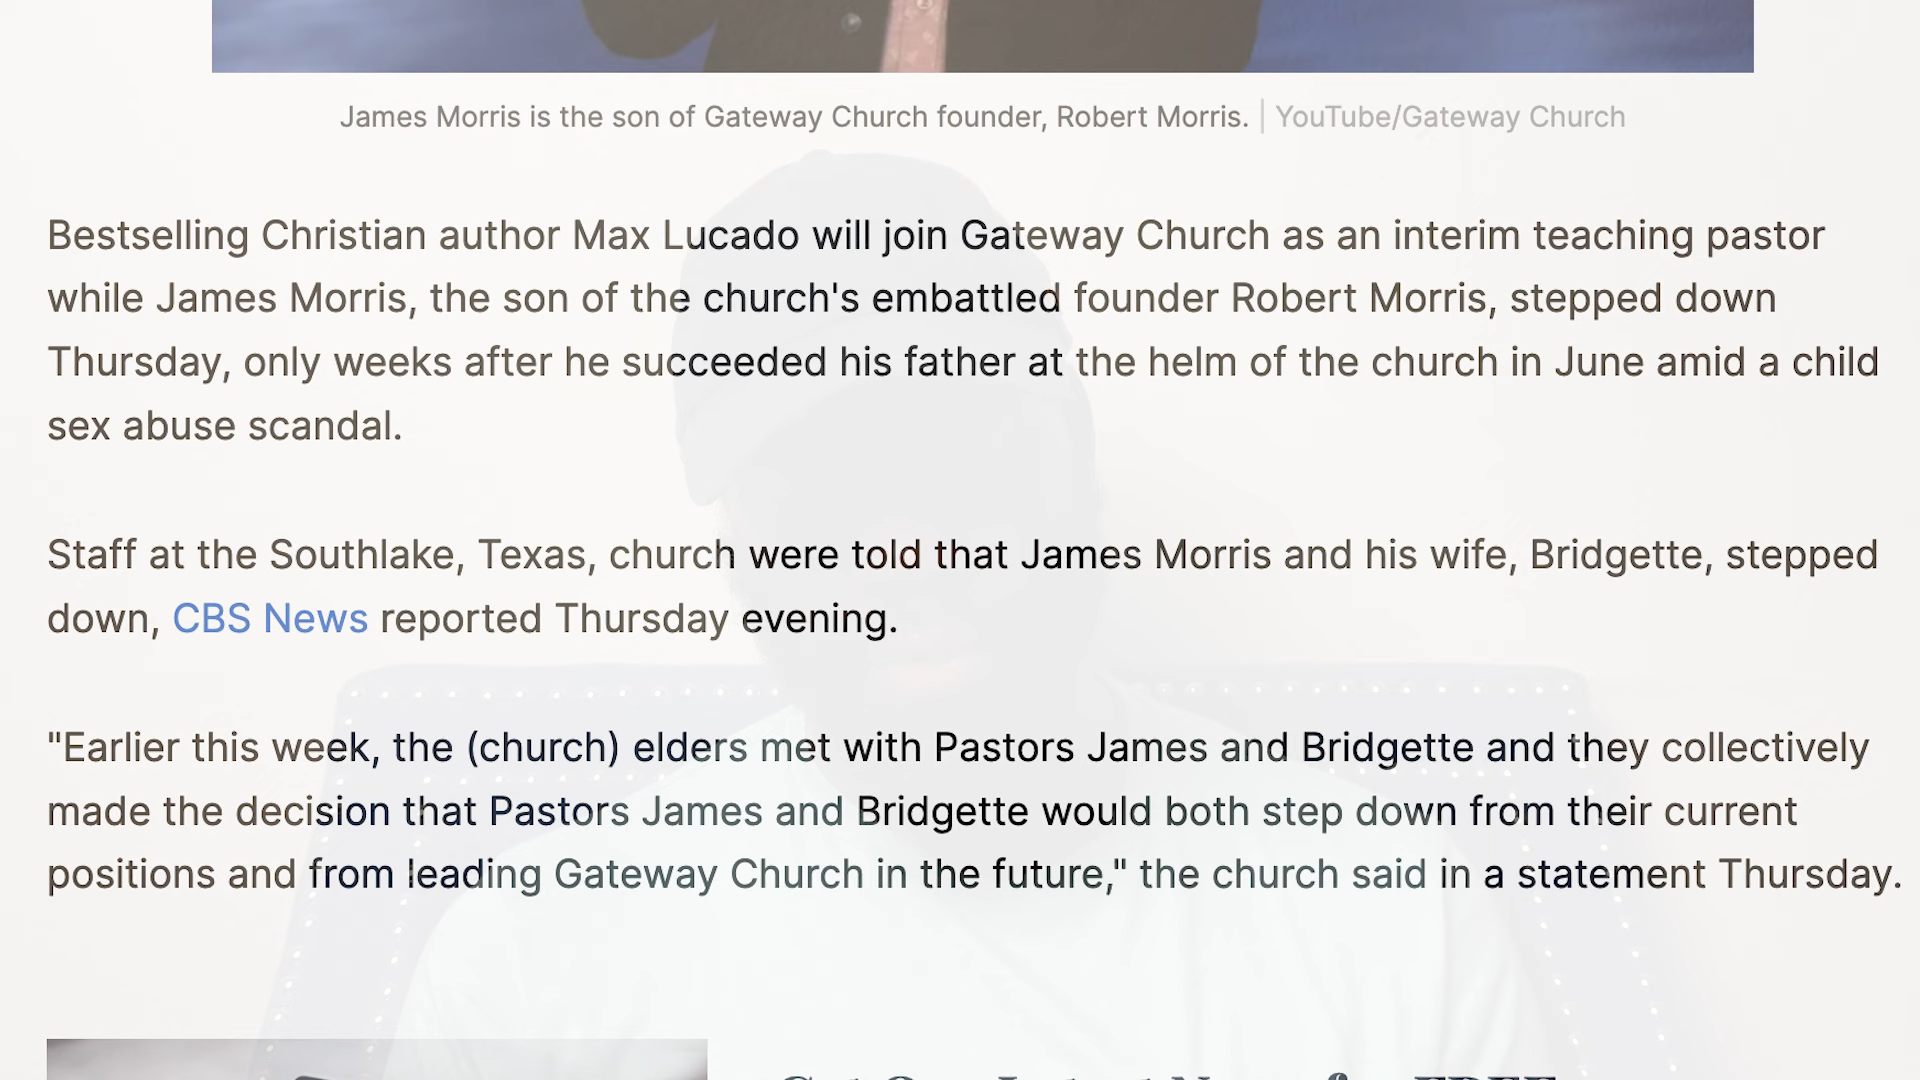 James Morris is the son of Gateway Church founder, Robert Morris. | YouTube/Gateway Church
Bestselling Christian author Max Lucado will join Gateway Church as an interim teaching pastor
while James Morris, the son of the church's embattled founder Robert Morris, stepped down
Thursday, only weeks after he succeeded his father at the helm of the church in June amid a child
sex abuse scandal.
Staff at the Southlake, Texas, church were told that James Morris and his wife, Bridgette, stepped
down, CBS News reported Thursday evening.
"Earlier this week, the (church) elders met with Pastors James and Bridgette and they collectively
made the decision that Pastors James and Bridgette would both step down from their current
positions and from leading Gateway Church in the future," the church said in a statement Thursday.